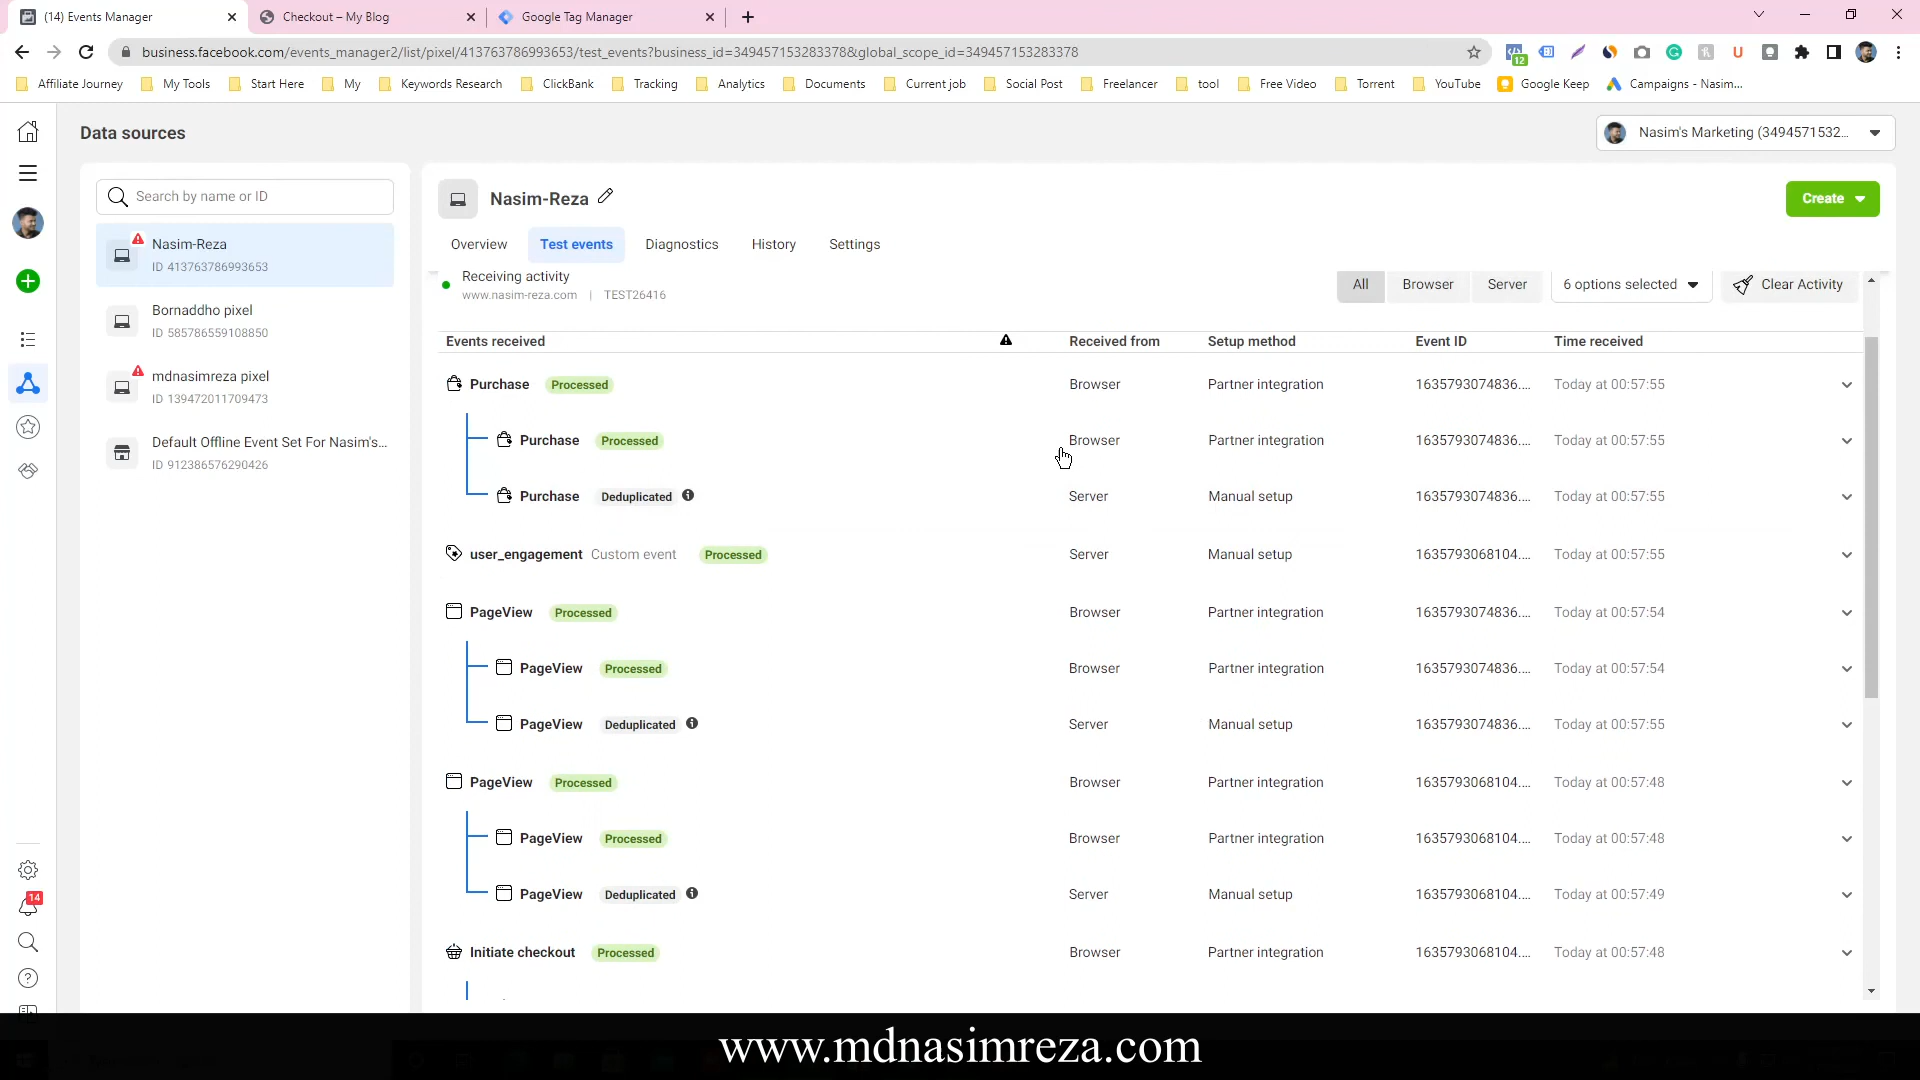 (14) Events Manager
Checkout – My Blog
Google Tag Manager
business.facebook.com/events_manager2/list/pixel/413763786993653/test_events?business_id=349457153283378&global_scope_id=349457153283378
12
Affiliate Journey
My Tools
Start Here
My
Keywords Research
ClickBank
Tracking
Analytics
Documents
Current job
Social Post
Freelancer
tool
Free Video
Torrent
YouTube
Google Keep
Campaigns - Nasim...
Data sources
Nasim's Marketing (3494571532...
Search by name or ID
Nasim-Reza
ID 413763786993653
Bornaddho pixel
ID 585786559108850
mdnasimreza pixel
ID 139472011709473
Default Offline Event Set For Nasim's...
ID 912386576290426
14
Nasim-Reza
Create
Overview
Test events
Diagnostics
History
Settings
Receiving activity
www.nasim-reza.com | TEST26416
All
Browser
Server
6 options selected
Clear Activity
Events received Received from Setup method Event ID Time received
Purchase Processed Browser Partner integration 1635793074836.... Today at 00:57:55
Purchase Processed Browser Partner integration 1635793074836.... Today at 00:57:55
Purchase Deduplicated Server Manual setup 1635793074836.... Today at 00:57:55
user_engagement Custom event Processed Server Manual setup 1635793068104.... Today at 00:57:55
PageView Processed Browser Partner integration 1635793074836.... Today at 00:57:54
PageView Processed Browser Partner integration 1635793074836.... Today at 00:57:54
PageView Deduplicated Server Manual setup 1635793074836.... Today at 00:57:55
PageView Processed Browser Partner integration 1635793068104.... Today at 00:57:48
PageView Processed Browser Partner integration 1635793068104.... Today at 00:57:48
PageView Deduplicated Server Manual setup 1635793068104.... Today at 00:57:49
Initiate checkout Processed Browser Partner integration 1635793068104.... Today at 00:57:48
www.mdnasimreza.com